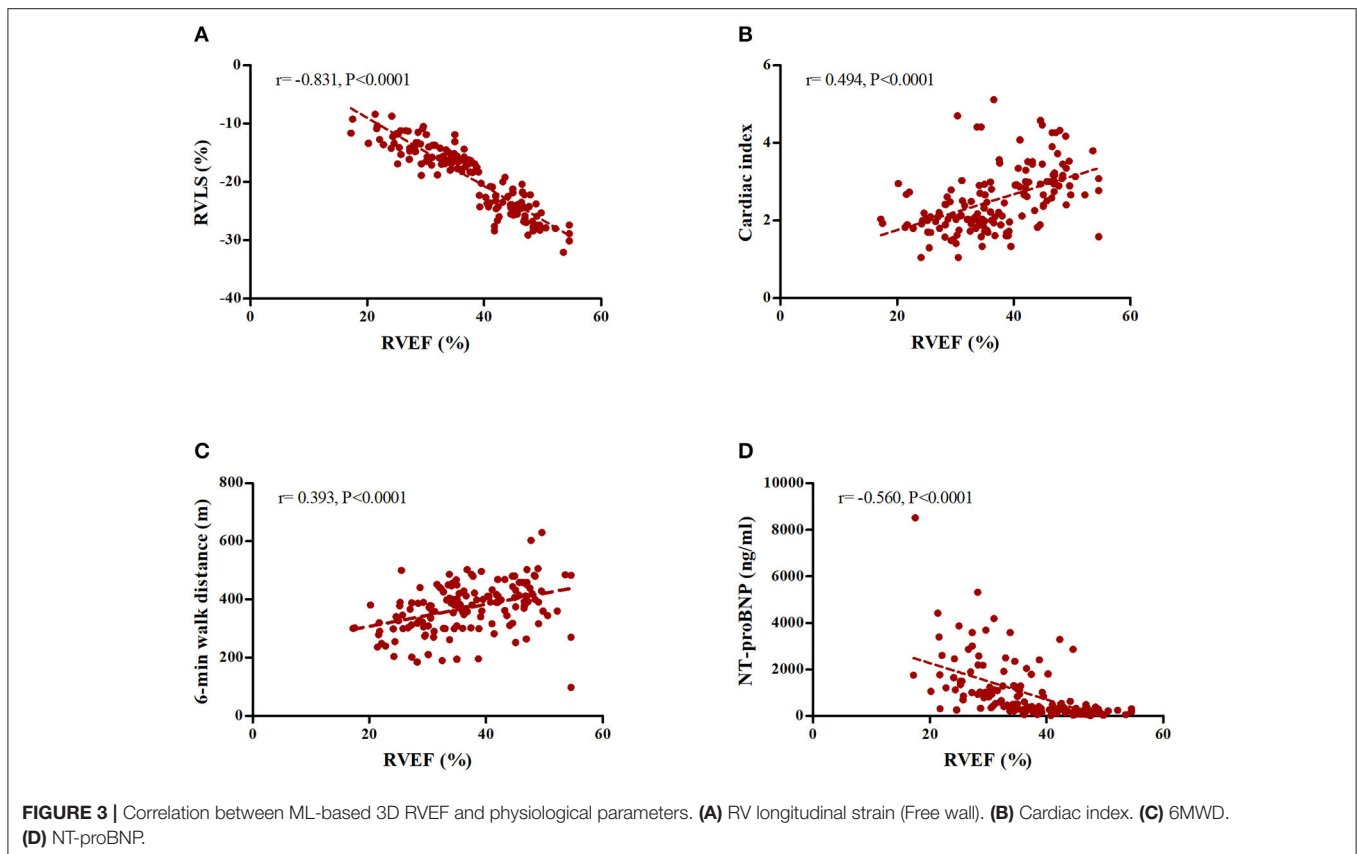 A
r= -0.831, P<0.0001
RVLS (%)
0
-10
-20
-30
-40
0
20
40
60
RVEF (%)
B
r= 0.494, P<0.0001
Cardiac index
6
4
2
0
0
20
40
60
RVEF (%)
C
r= 0.393, P<0.0001
6-min walk distance (m)
800
600
400
200
0
0
20
40
60
RVEF (%)
D
r= -0.560, P<0.0001
NT-proBNP (ng/ml)
10000
8000
6000
4000
2000
0
0
20
40
60
RVEF (%)
FIGURE 3 | Correlation between ML-based 3D RVEF and physiological parameters. (A) RV longitudinal strain (Free wall). (B) Cardiac index. (C) 6MWD.
(D) NT-proBNP.